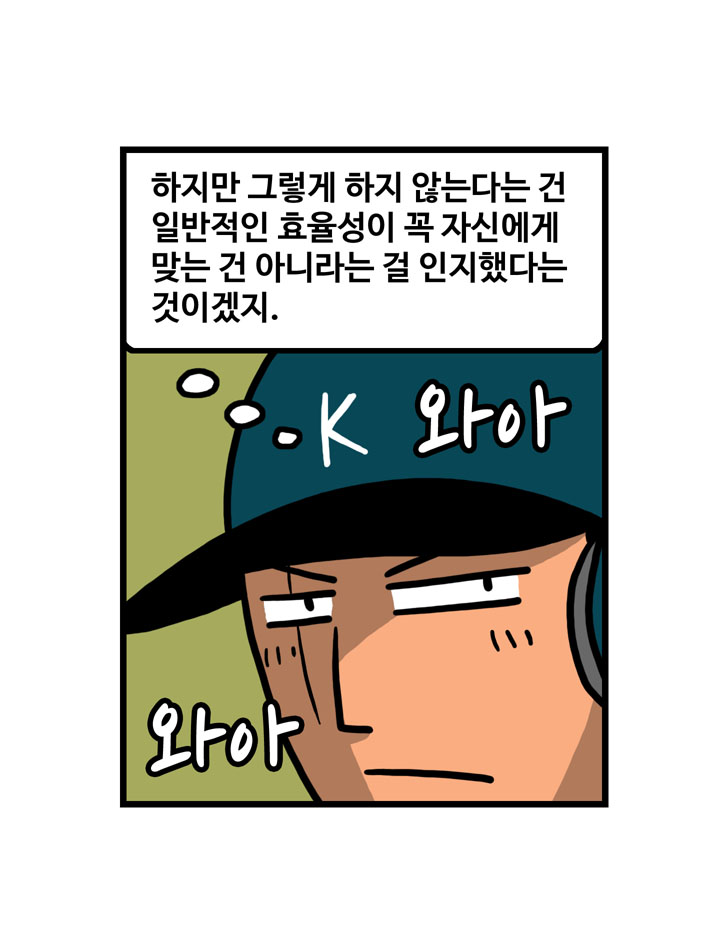 하지만 그렇게 하지 않는다는 건
일반적인 효율성이 꼭 자신에게
맞는 건 아니라는 걸 인지했다는
것이겠지.
K
와아
와아